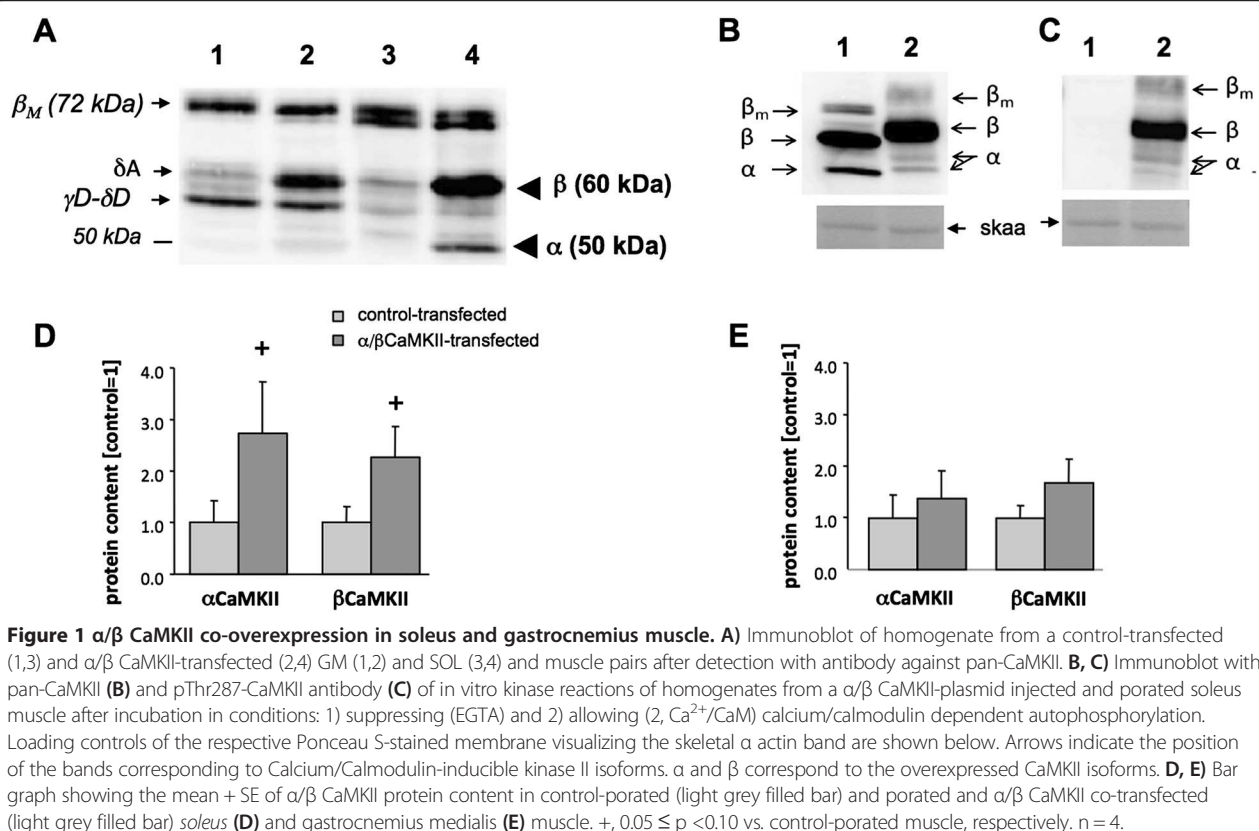 A
1 2 3 4
βM (72 kDa)
δA
γD-δD
50 kDa
β (60 kDa)
α (50 kDa)
B
1 2
βm
β
α
βm
β
α
skaa
C
1 2
βm
β
α
D
control-transfected
α/βCaMKII-transfected
protein content [control=1]
4.0
3.0
2.0
1.0
0.0
+
+
αCaMKII βCaMKII
E
protein content [control=1]
4.0
3.0
2.0
1.0
0.0
αCaMKII βCaMKII
Figure 1 α/β CaMKII co-overexpression in soleus and gastrocnemius muscle. A) Immunoblot of homogenate from a control-transfected
(1,3) and α/β CaMKII-transfected (2,4) GM (1,2) and SOL (3,4) and muscle pairs after detection with antibody against pan-CaMKII. B, C) Immunoblot with
pan-CaMKII (B) and pThr287-CaMKII antibody (C) of in vitro kinase reactions of homogenates from a α/β CaMKII-plasmid injected and porated soleus
muscle after incubation in conditions: 1) suppressing (EGTA) and 2) allowing (2, Ca²⁺/CaM) calcium/calmodulin dependent autophosphorylation.
Loading controls of the respective Ponceau S-stained membrane visualizing the skeletal α actin band are shown below. Arrows indicate the position
of the bands corresponding to Calcium/Calmodulin-inducible kinase II isoforms. α and β correspond to the overexpressed CaMKII isoforms. D, E) Bar
graph showing the mean + SE of α/β CaMKII protein content in control-porated (light grey filled bar) and porated and α/β CaMKII co-transfected
(light grey filled bar) soleus (D) and gastrocnemius medialis (E) muscle. +, 0.05 ≤ p <0.10 vs. control-porated muscle, respectively. n = 4.